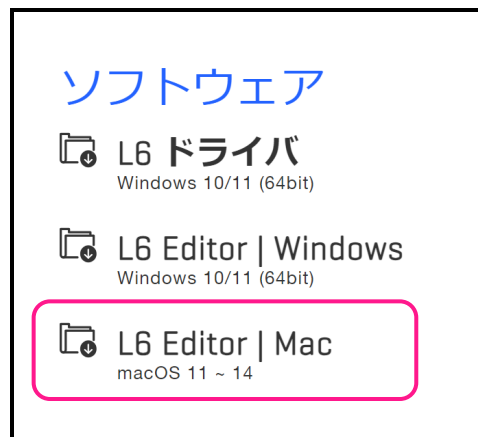 ソフトウェア
L6 ドライバ
Windows 10/11 (64bit)
L6 Editor | Windows
Windows 10/11 (64bit)
L6 Editor | Mac
macOS 11 ~ 14